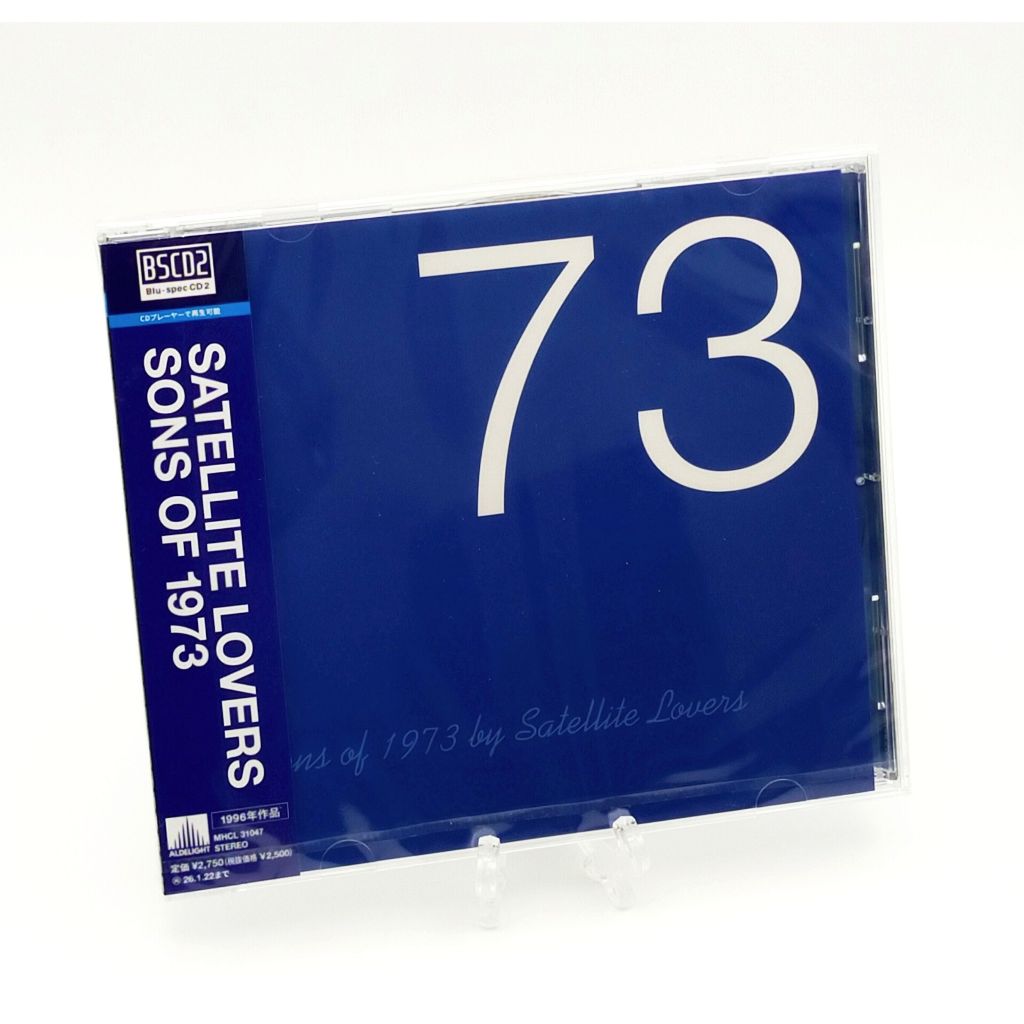 BSCD2
Blu-spec CD2
CDプレーヤーで再生可能
SATELLITE LOVERS
SONS OF 1973
73
ons of 1973 by Satellite Lovers
1996年作品
MHCL 31047
STEREO
ALDELIGHT
定価 ¥2,750(税抜価格 ¥2,500)
26.1.22まで